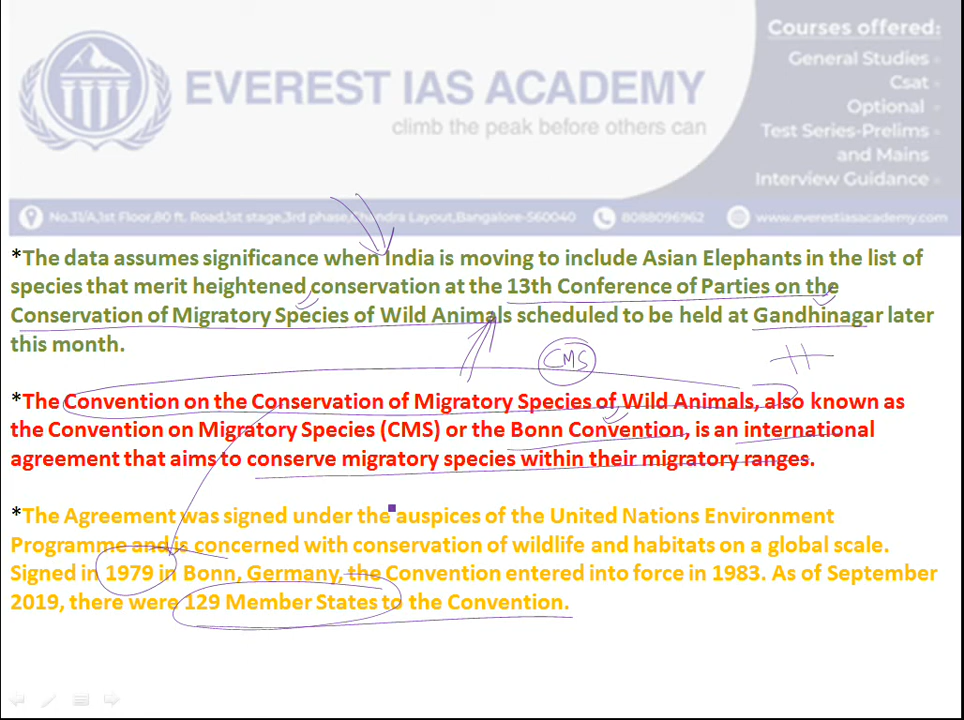 Courses offered:
General Studies
Csat
EVEREST IAS ACADEMY
Optional
climb the peak before others can
Test Series-Prelims
and Mains
Interview Guidance
No.31/A,1st Floor,80 ft. Road,1st stage,3rd phase,Chandra Layout,Bangalore-560040 8088096962 www.everestiasacademy.com
*The data assumes significance when India is moving to include Asian Elephants in the list of
species that merit heightened conservation at the 13th Conference of Parties on the
Conservation of Migratory Species of Wild Animals scheduled to be held at Gandhinagar later
this month.
CMS
*The Convention on the Conservation of Migratory Species of Wild Animals, also known as
the Convention on Migratory Species (CMS) or the Bonn Convention, is an international
agreement that aims to conserve migratory species within their migratory ranges.
*The Agreement was signed under the auspices of the United Nations Environment
Programme and is concerned with conservation of wildlife and habitats on a global scale.
Signed in 1979 in Bonn, Germany, the Convention entered into force in 1983. As of September
2019, there were 129 Member States to the Convention.